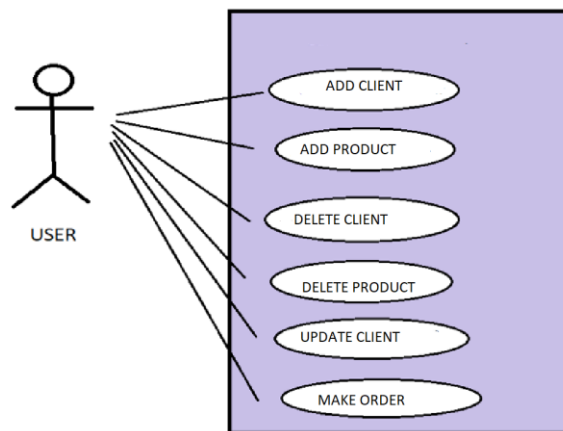 ADD CLIENT
ADD PRODUCT
DELETE CLIENT
USER
DELETE PRODUCT
UPDATE CLIENT
MAKE ORDER